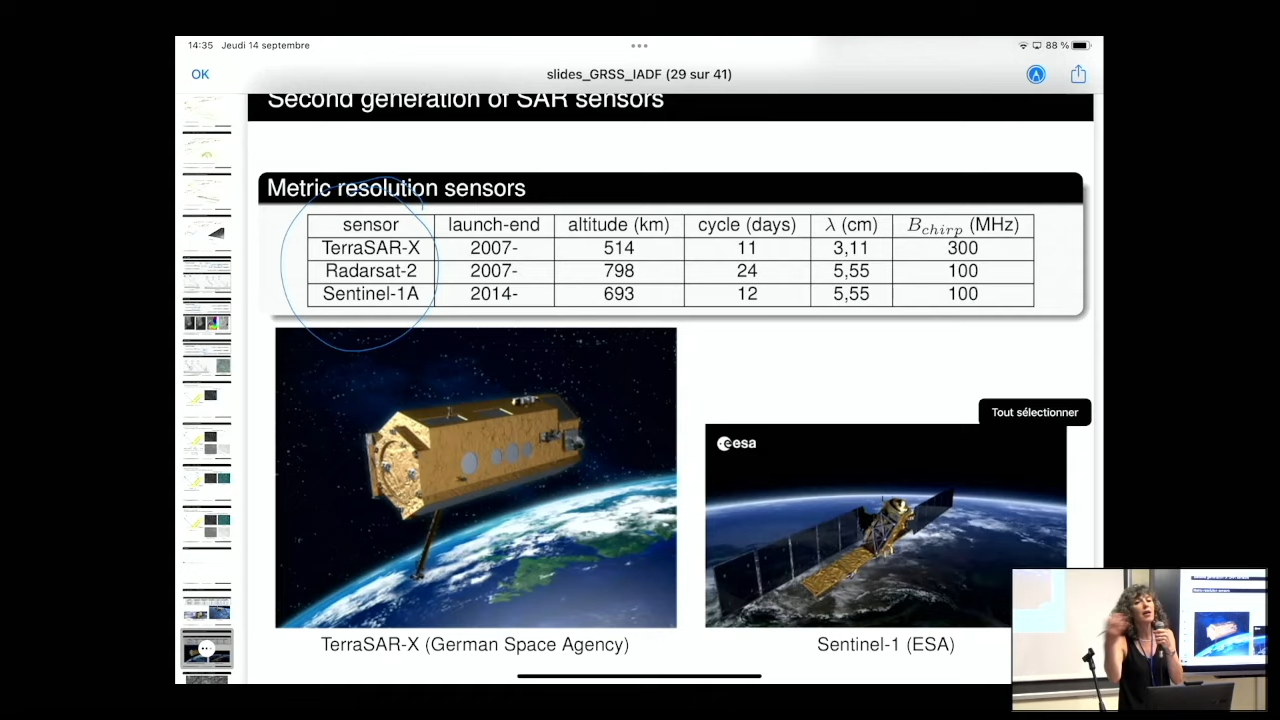 14:35 Jeudi 14 septembre
88 %
OK
slides_GRSS_IADF (29 sur 41)
Second generation of SAR sensors
Metric resolution sensors
sensor launch-end altitude (km) cycle (days) λ (cm) B_chirp (MHz)
TerraSAR-X 2007- 514 11 3,11 300
Radarsat-2 2007- 798 24 5,55 100
Sentinel-1A 2014- 693 12 5,55 100
Tout sélectionner
esa
TerraSAR-X (German Space Agency)
Sentinel-1 (ESA)